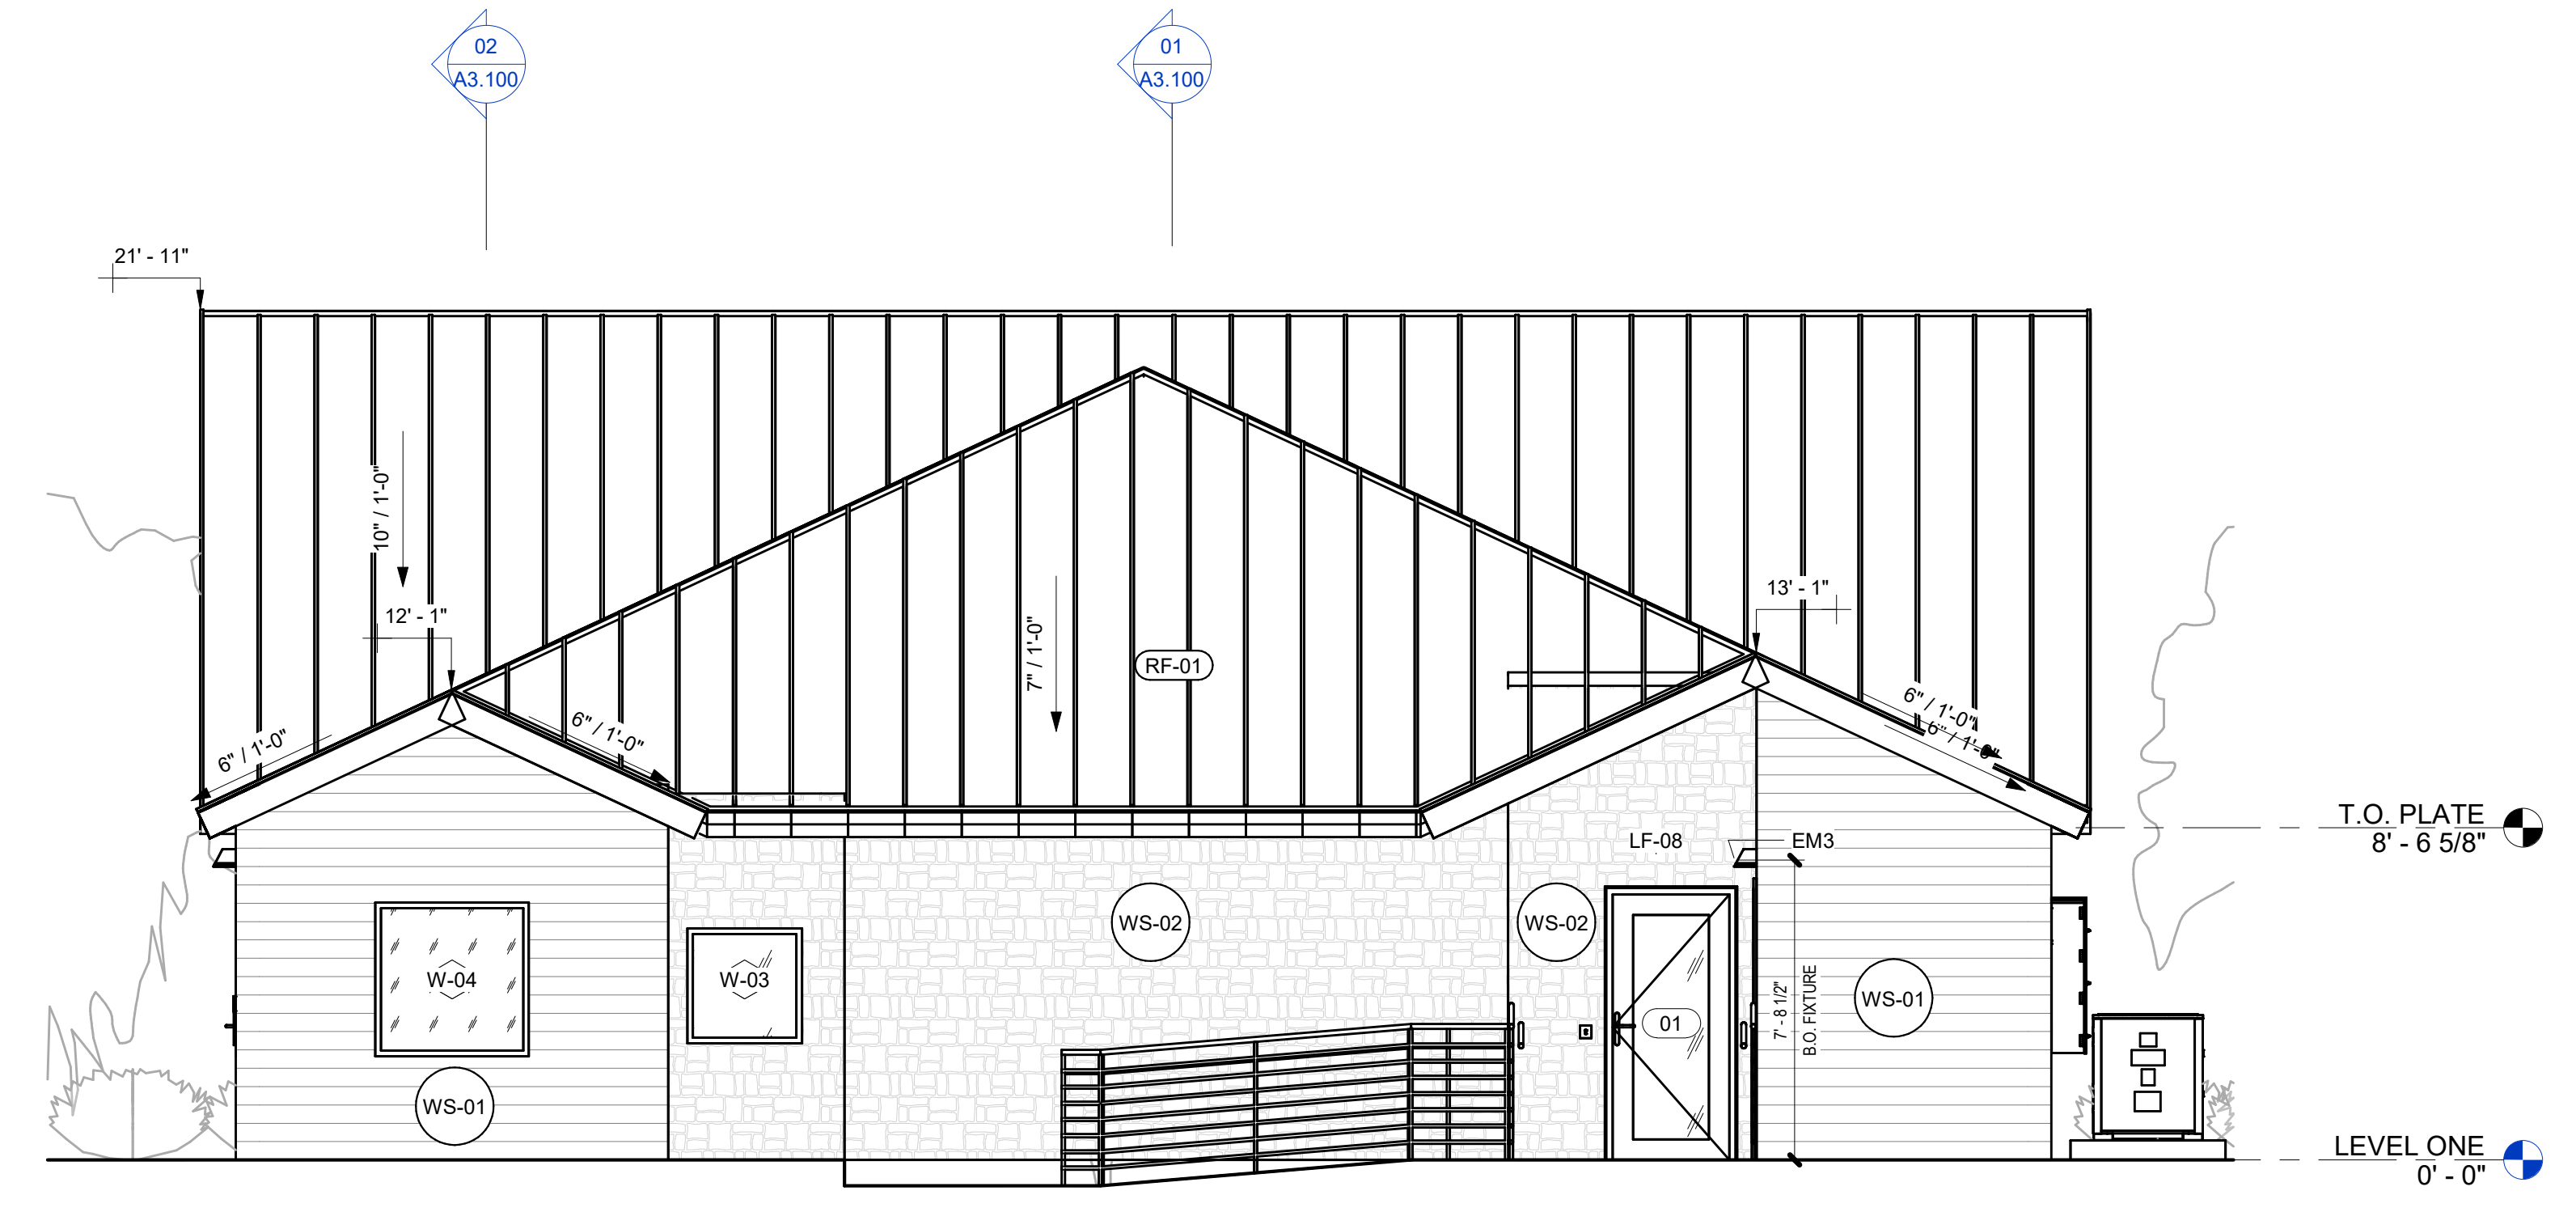 02
A3.100
01
A3.100
21' - 11"
10" / 1'-0"
12' - 1"
13' - 1"
7" / 1'-0"
RF-01
6" / 1'-0"
6" / 1'-0"
6" / 1'-0"
6" / 1'-0"
T.O. PLATE
8' - 6 5/8"
LF-08
EM3
WS-02
WS-02
W-04
W-03
01
7' - 8 1/2"
B.O. FIXTURE
WS-01
WS-01
LEVEL ONE
0' - 0"